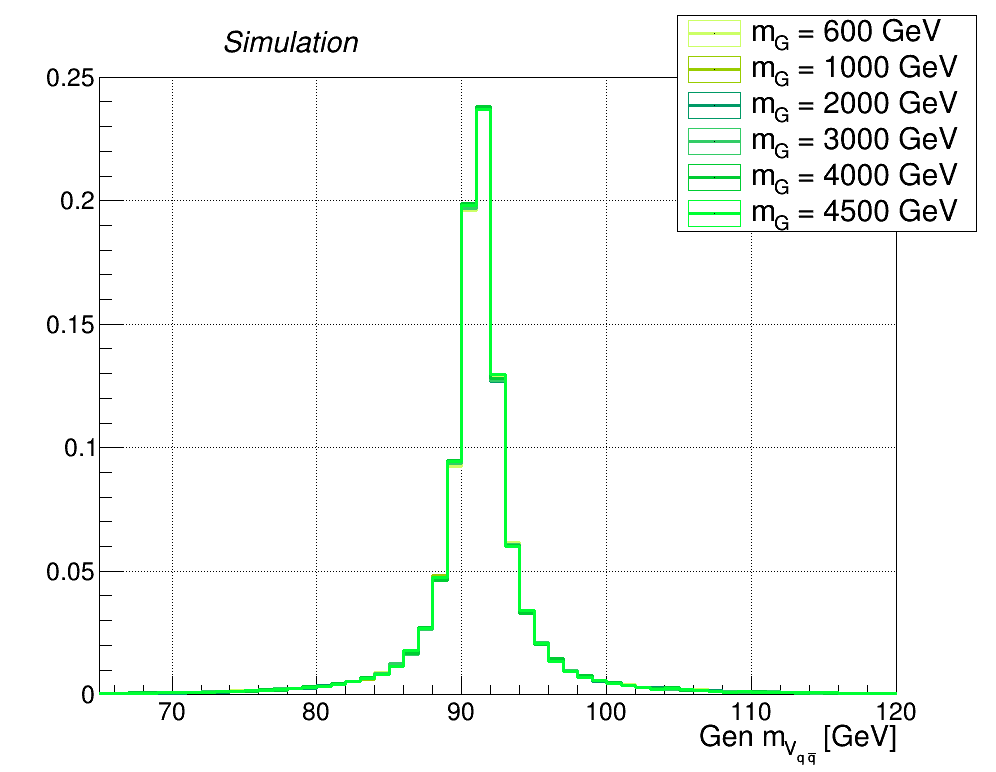 Simulation
m_G = 600 GeV
m_G = 1000 GeV
m_G = 2000 GeV
m_G = 3000 GeV
m_G = 4000 GeV
m_G = 4500 GeV
0.25
0.2
0.15
0.1
0.05
0
70 80 90 100 110 120
Gen m_{V_{q q̅}} [GeV]